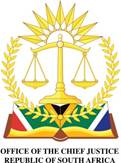 OFFICE OF THE CHIEF JUSTICE
REPUBLIC OF SOUTH AFRICA